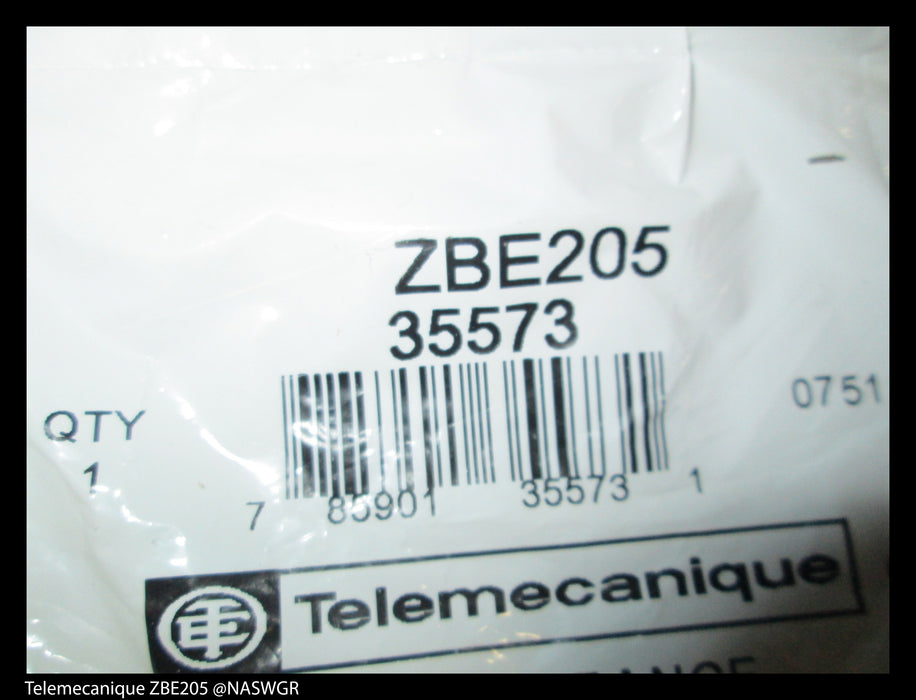 ZBE205
35573
QTY
1
0751
7 85901 35573 1
Telemecanique
Telemecanique ZBE205 @NASWGR